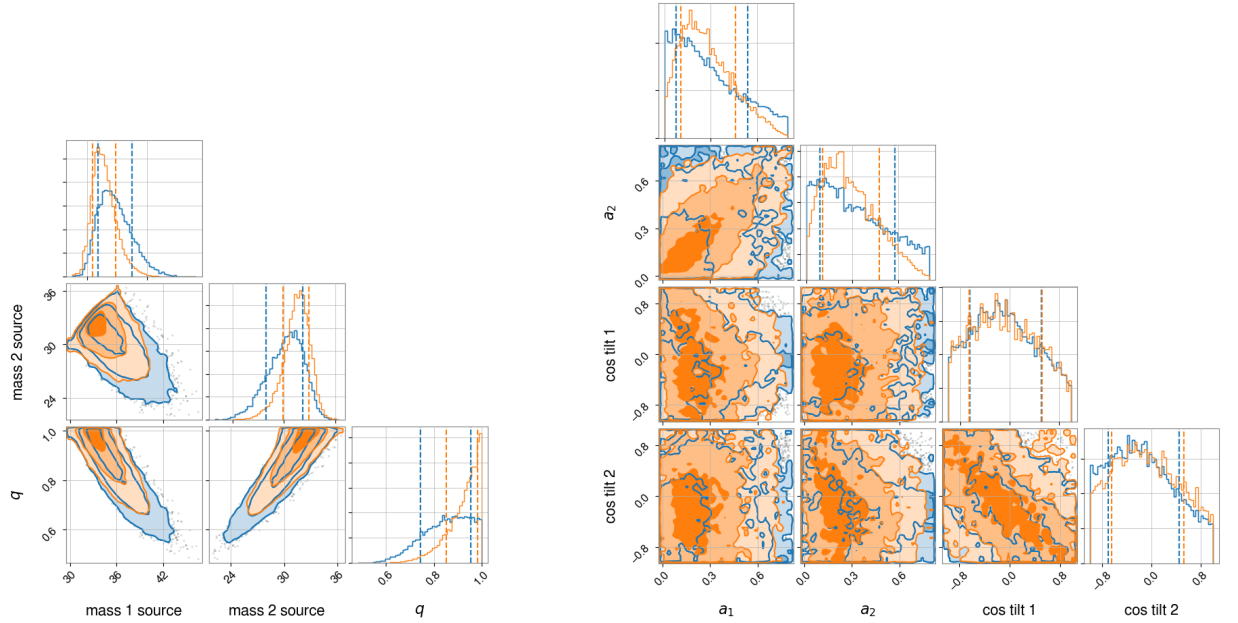 a₂
0.6
0.3
0.0
mass 2 source
36
30
24
cos tilt 1
0.8
0.0
−0.8
q
1.0
0.8
0.6
cos tilt 2
0.8
0.0
−0.8
30 36 42
24 30 36
0.6 0.8 1.0
0.0 0.3 0.6
0.0 0.3 0.6
−0.8 0.0 0.8
−0.8 0.0 0.8
mass 1 source mass 2 source q
a₁ a₂ cos tilt 1 cos tilt 2